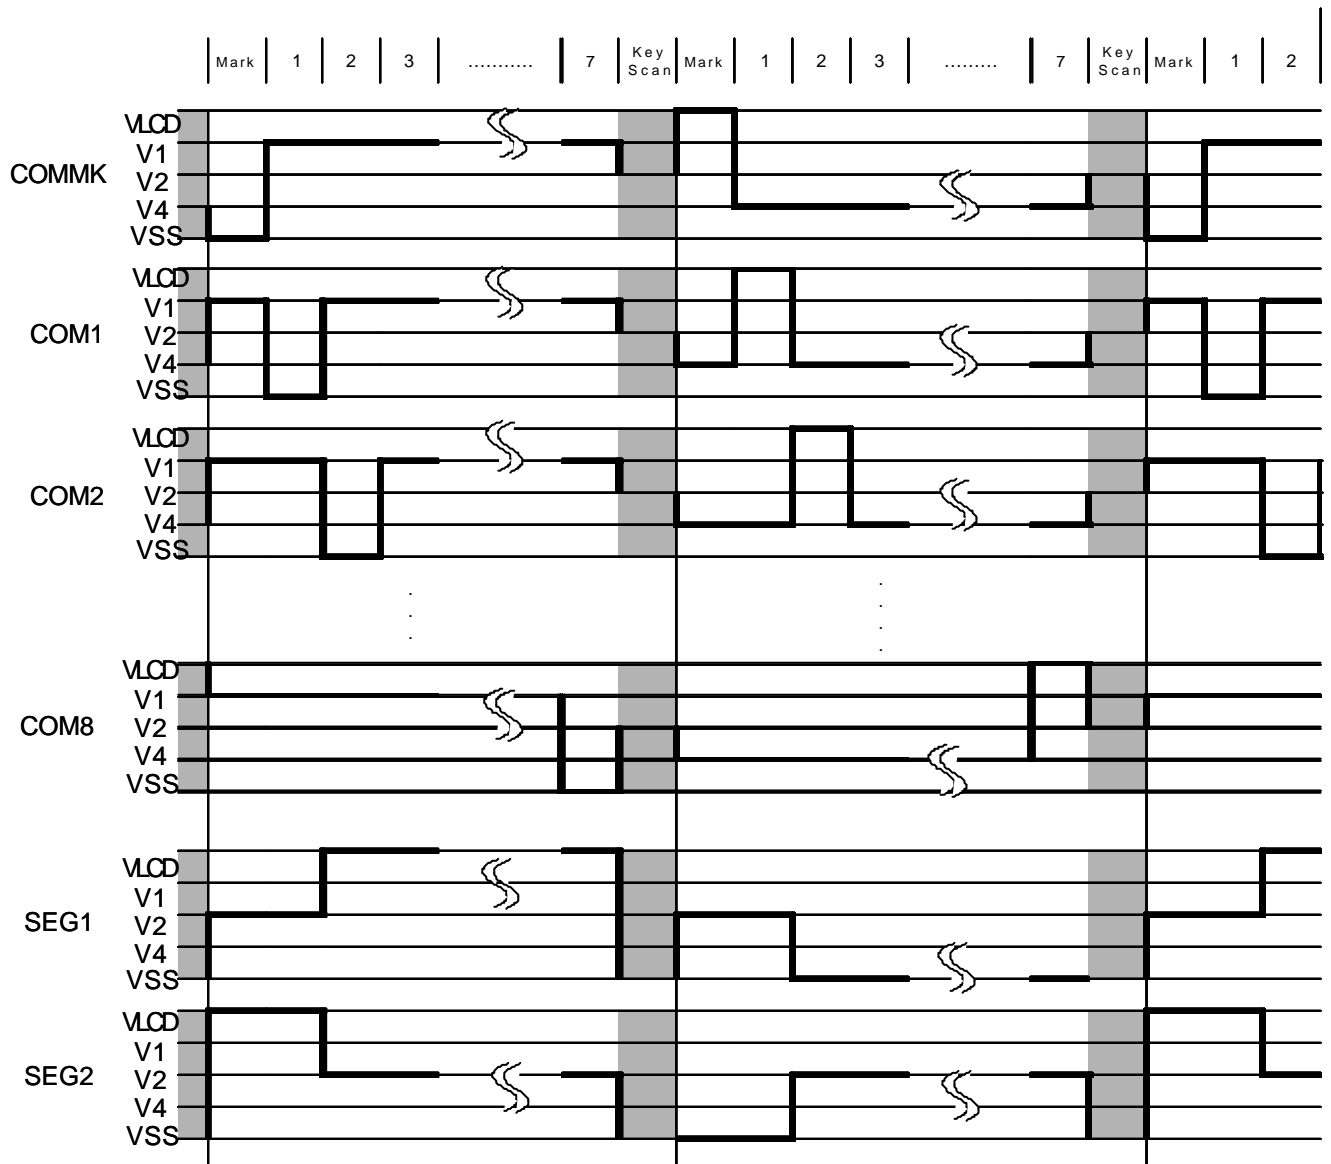 Mark 1 2 3 ........... 7 Key Scan Mark 1 2 3 ......... 7 Key Scan Mark 1 2
VLCD
V1
COMMK
V2
V4
VSS
VLCD
V1
COM1
V2
V4
VSS
VLCD
V1
COM2
V2
V4
VSS
VLCD
V1
COM8
V2
V4
VSS
VLCD
V1
SEG1
V2
V4
VSS
VLCD
V1
SEG2
V2
V4
VSS